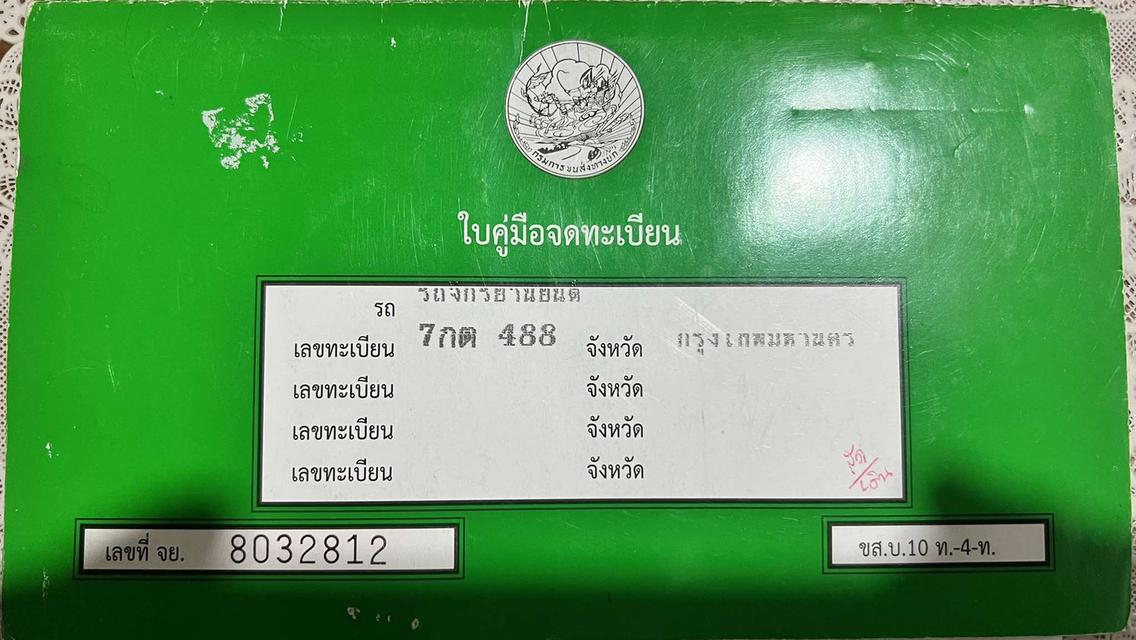 กรมการขนส่งทางบก
ใบคู่มือจดทะเบียน
รถ รถจักรยานยนต์
เลขทะเบียน 7กต 488 จังหวัด กรุงเทพมหานคร
เลขทะเบียน จังหวัด
เลขทะเบียน จังหวัด
เลขทะเบียน จังหวัด
เลขที่ จย. 8032812
ขส.บ.10 ท.-4-ท.